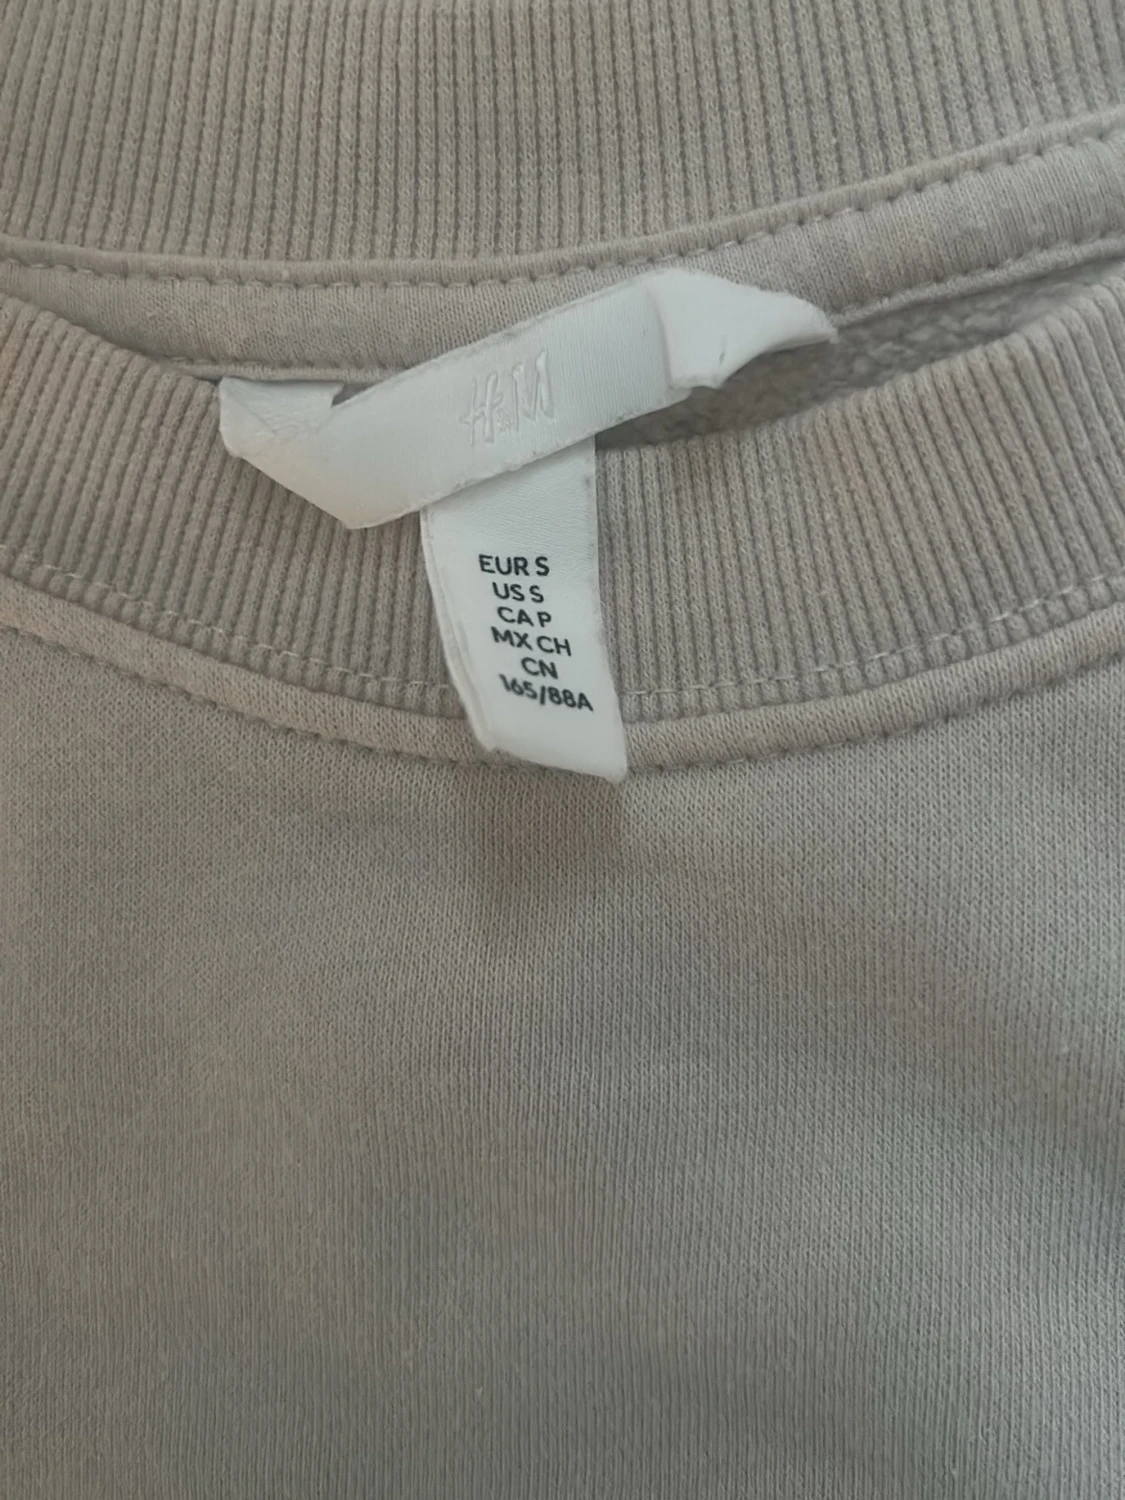 H&M
EUR S
US S
CA P
MX CH
CN
165/88A